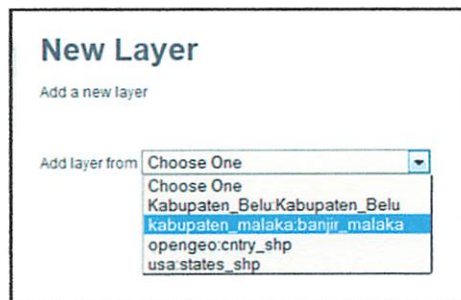 New Layer
Add a new layer
Add layer from Choose One
Choose One
Kabupaten_Belu:Kabupaten_Belu
kabupaten_malaka:banjir_malaka
opengeo:cntry_shp
usa:states_shp